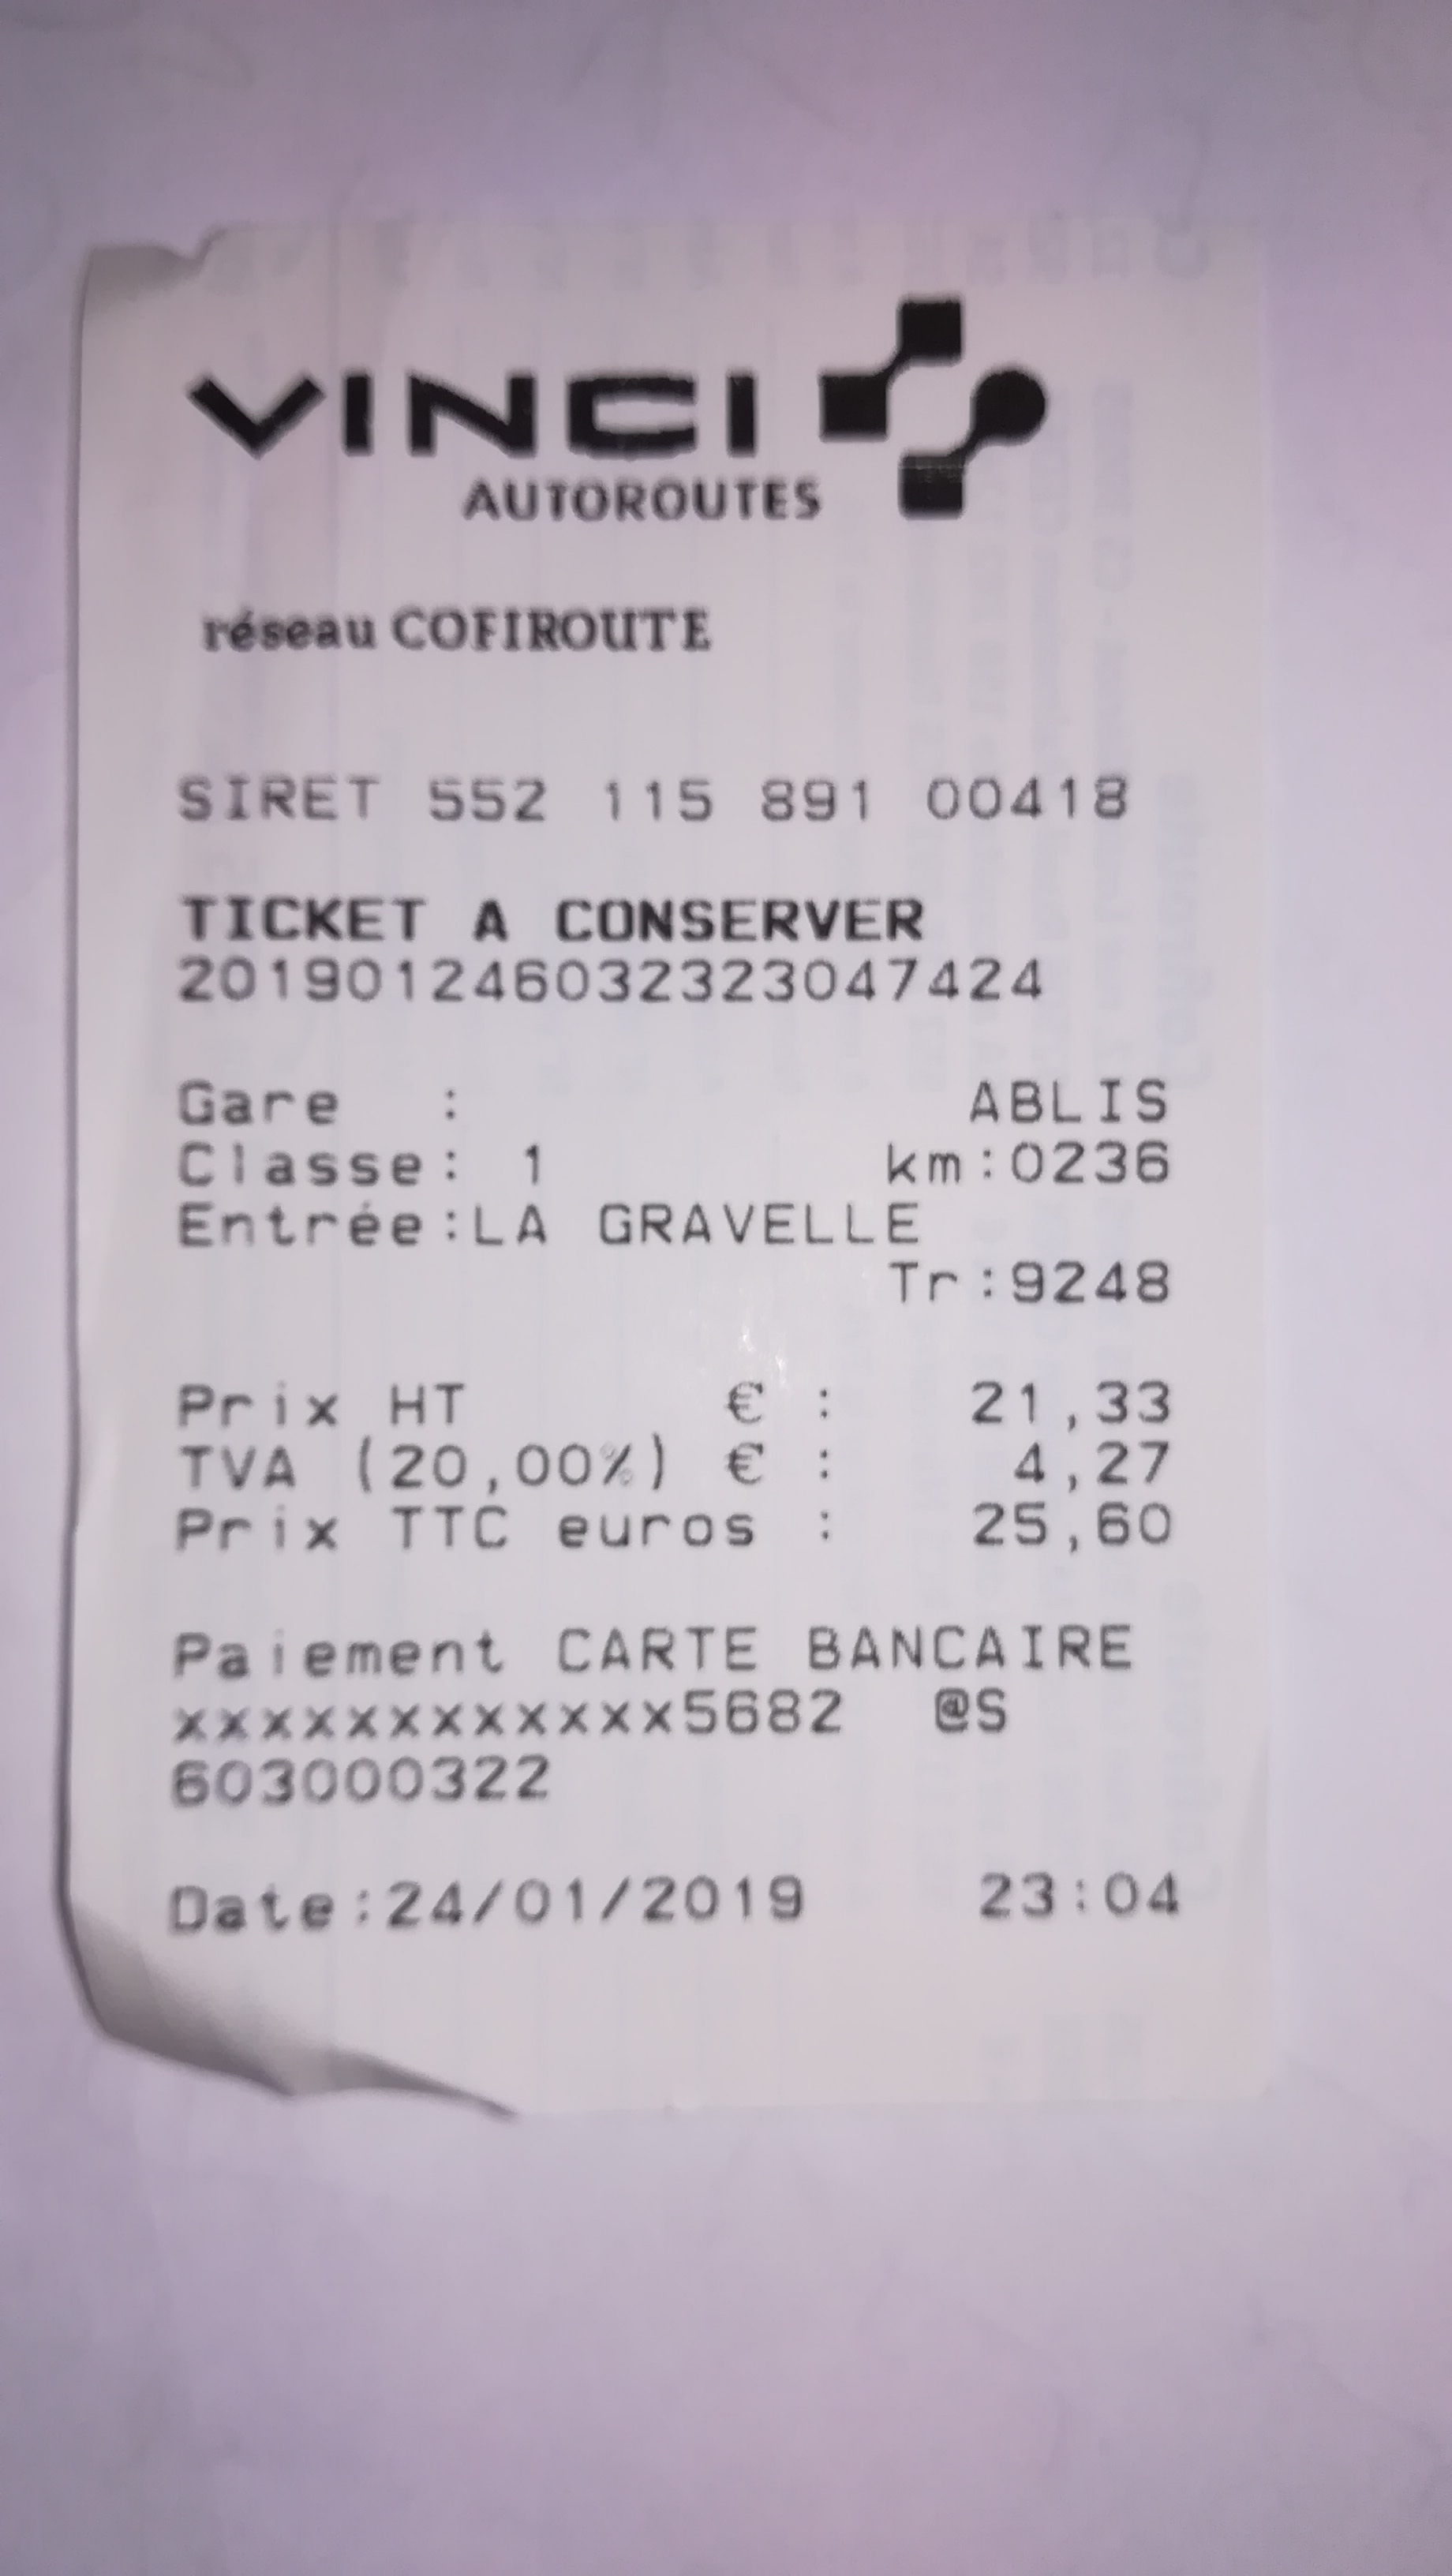 VINCI
AUTOROUTES
réseau COFIROUTE
SIRET 552 115 891 00418
TICKET A CONSERVER
20190124603232304​7424
Gare : ABLIS
Classe: 1 km:0236
Entrée:LA GRAVELLE
Tr:9248
Prix HT € : 21,33
TVA (20,00%) € : 4,27
Prix TTC euros : 25,60
Paiement CARTE BANCAIRE
xxxxxxxxxxxx5682 @S
603000322
Date:24/01/2019 23:04